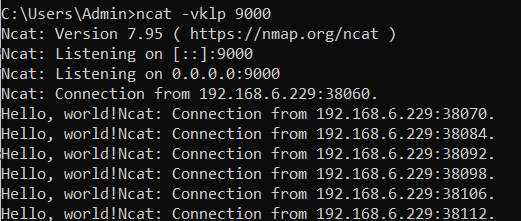 C:\Users\Admin>ncat -vklp 9000
Ncat: Version 7.95 ( https://nmap.org/ncat )
Ncat: Listening on [::]:9000
Ncat: Listening on 0.0.0.0:9000
Ncat: Connection from 192.168.6.229:38060.
Hello, world!Ncat: Connection from 192.168.6.229:38070.
Hello, world!Ncat: Connection from 192.168.6.229:38084.
Hello, world!Ncat: Connection from 192.168.6.229:38092.
Hello, world!Ncat: Connection from 192.168.6.229:38098.
Hello, world!Ncat: Connection from 192.168.6.229:38106.
Hello, world!Ncat: Connection from 192.168.6.229:38112.